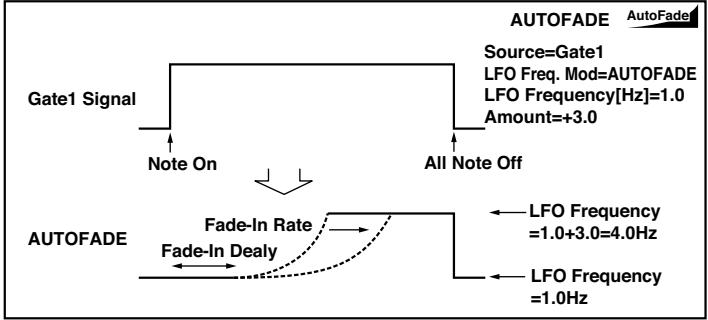 AUTOFADE
AutoFade
Source=Gate1
LFO Freq. Mod=AUTOFADE
LFO Frequency[Hz]=1.0
Amount=+3.0
Gate1 Signal
Note On
All Note Off
AUTOFADE
Fade-In Rate
Fade-In Dealy
LFO Frequency
=1.0+3.0=4.0Hz
LFO Frequency
=1.0Hz